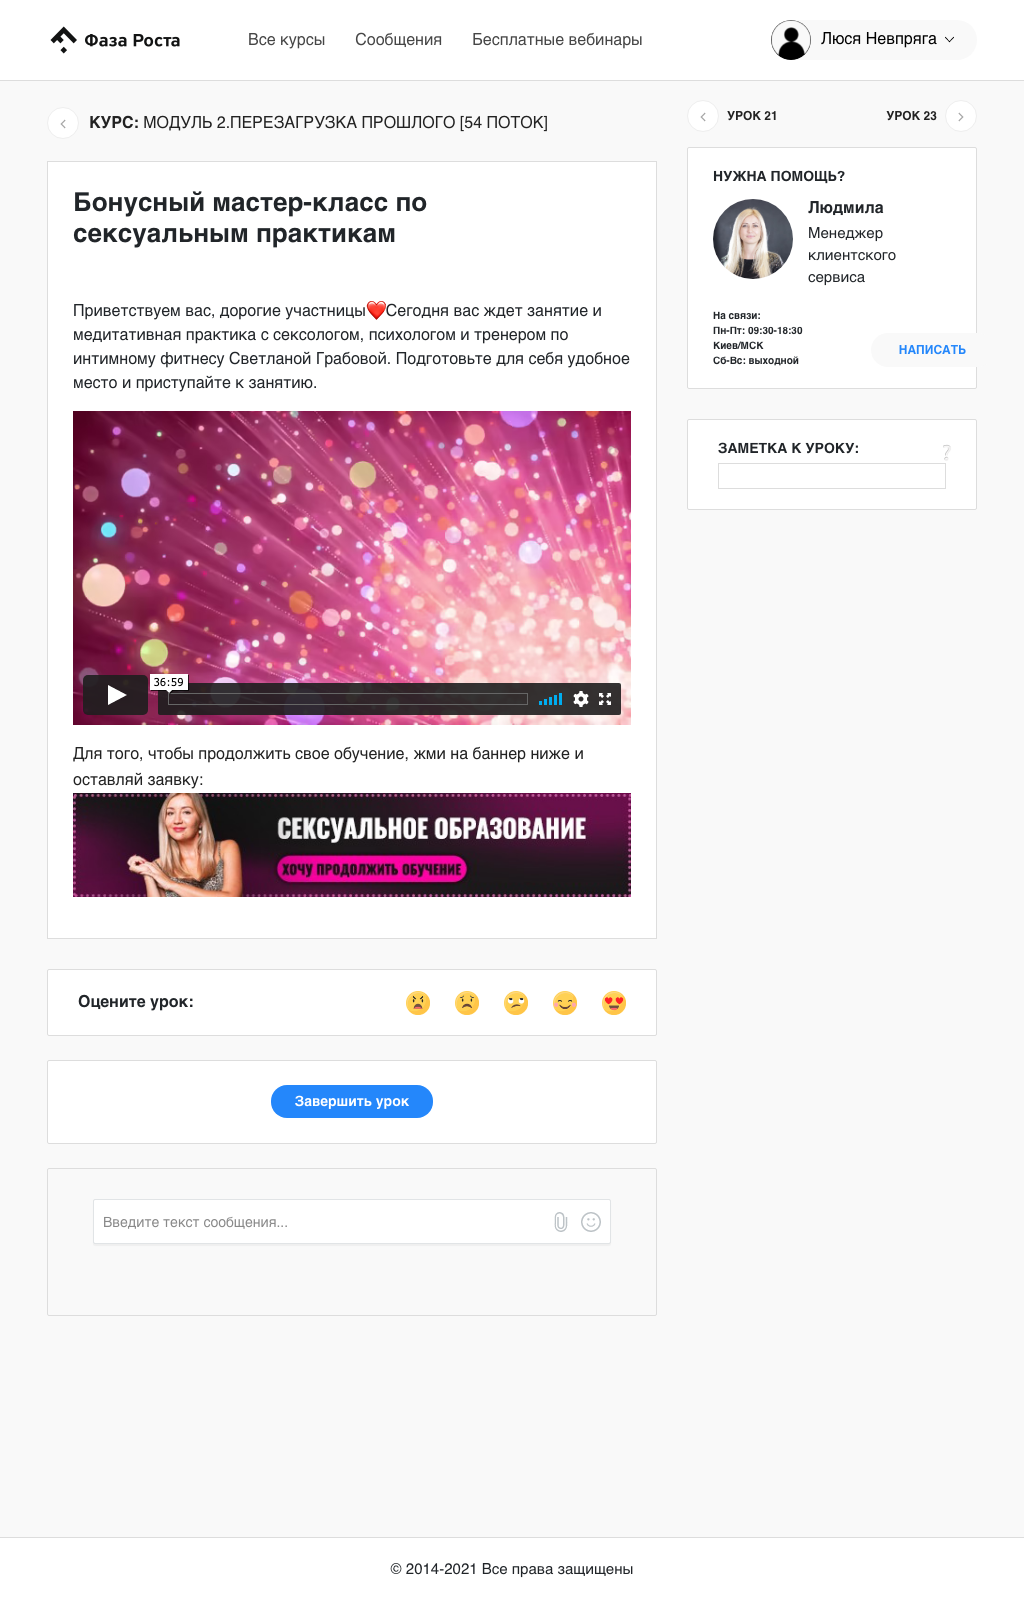 Фаза Роста
Все курсы
Сообщения
Бесплатные вебинары
Люся Невпряга
КУРС: МОДУЛЬ 2.ПЕРЕЗАГРУЗКА ПРОШЛОГО [54 ПОТОК]
УРОК 21
УРОК 23
Бонусный мастер-класс по
сексуальным практикам
Приветствуем вас, дорогие участницы❤️Сегодня вас ждет занятие и
медитативная практика с сексологом, психологом и тренером по
интимному фитнесу Светланой Грабовой. Подготовьте для себя удобное
место и приступайте к занятию.
36:59
Для того, чтобы продолжить свое обучение, жми на баннер ниже и
оставляй заявку:
СЕКСУАЛЬНОЕ ОБРАЗОВАНИЕ
ХОЧУ ПРОДОЛЖИТЬ ОБУЧЕНИЕ
Оцените урок:
Завершить урок
Введите текст сообщения...
НУЖНА ПОМОЩЬ?
Людмила
Менеджер
клиентского
сервиса
На связи:
Пн-Пт: 09:30-18:30
Киев/МСК
Сб-Вс: выходной
НАПИСАТЬ
ЗАМЕТКА К УРОКУ:
?
© 2014-2021 Все права защищены